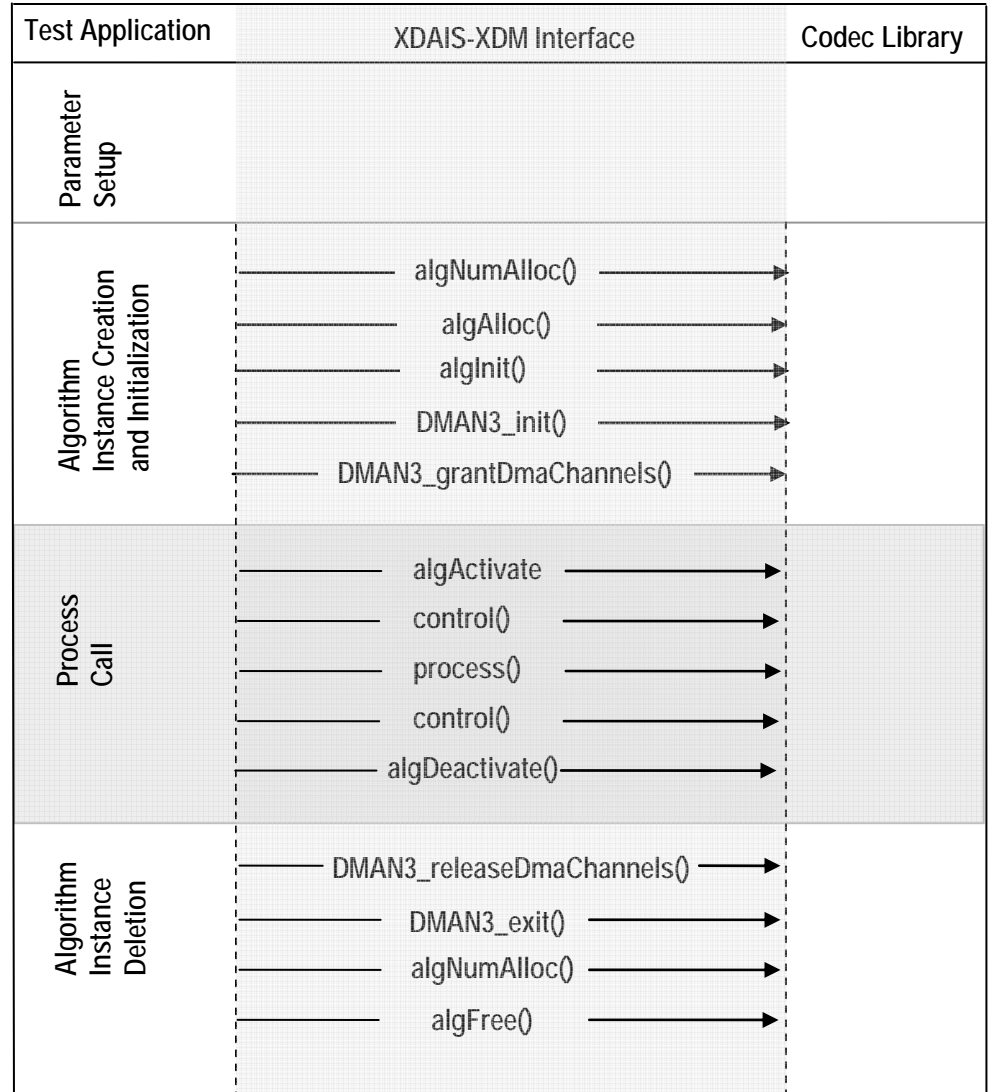 Test Application
XDAIS-XDM Interface
Codec Library
Parameter
Setup
Algorithm
Instance Creation
and Initialization
algNumAlloc()
algAlloc()
algInit()
DMAN3_init()
DMAN3_grantDmaChannels()
Process
Call
algActivate
control()
process()
control()
algDeactivate()
Algorithm
Instance
Deletion
DMAN3_releaseDmaChannels()
DMAN3_exit()
algNumAlloc()
algFree()